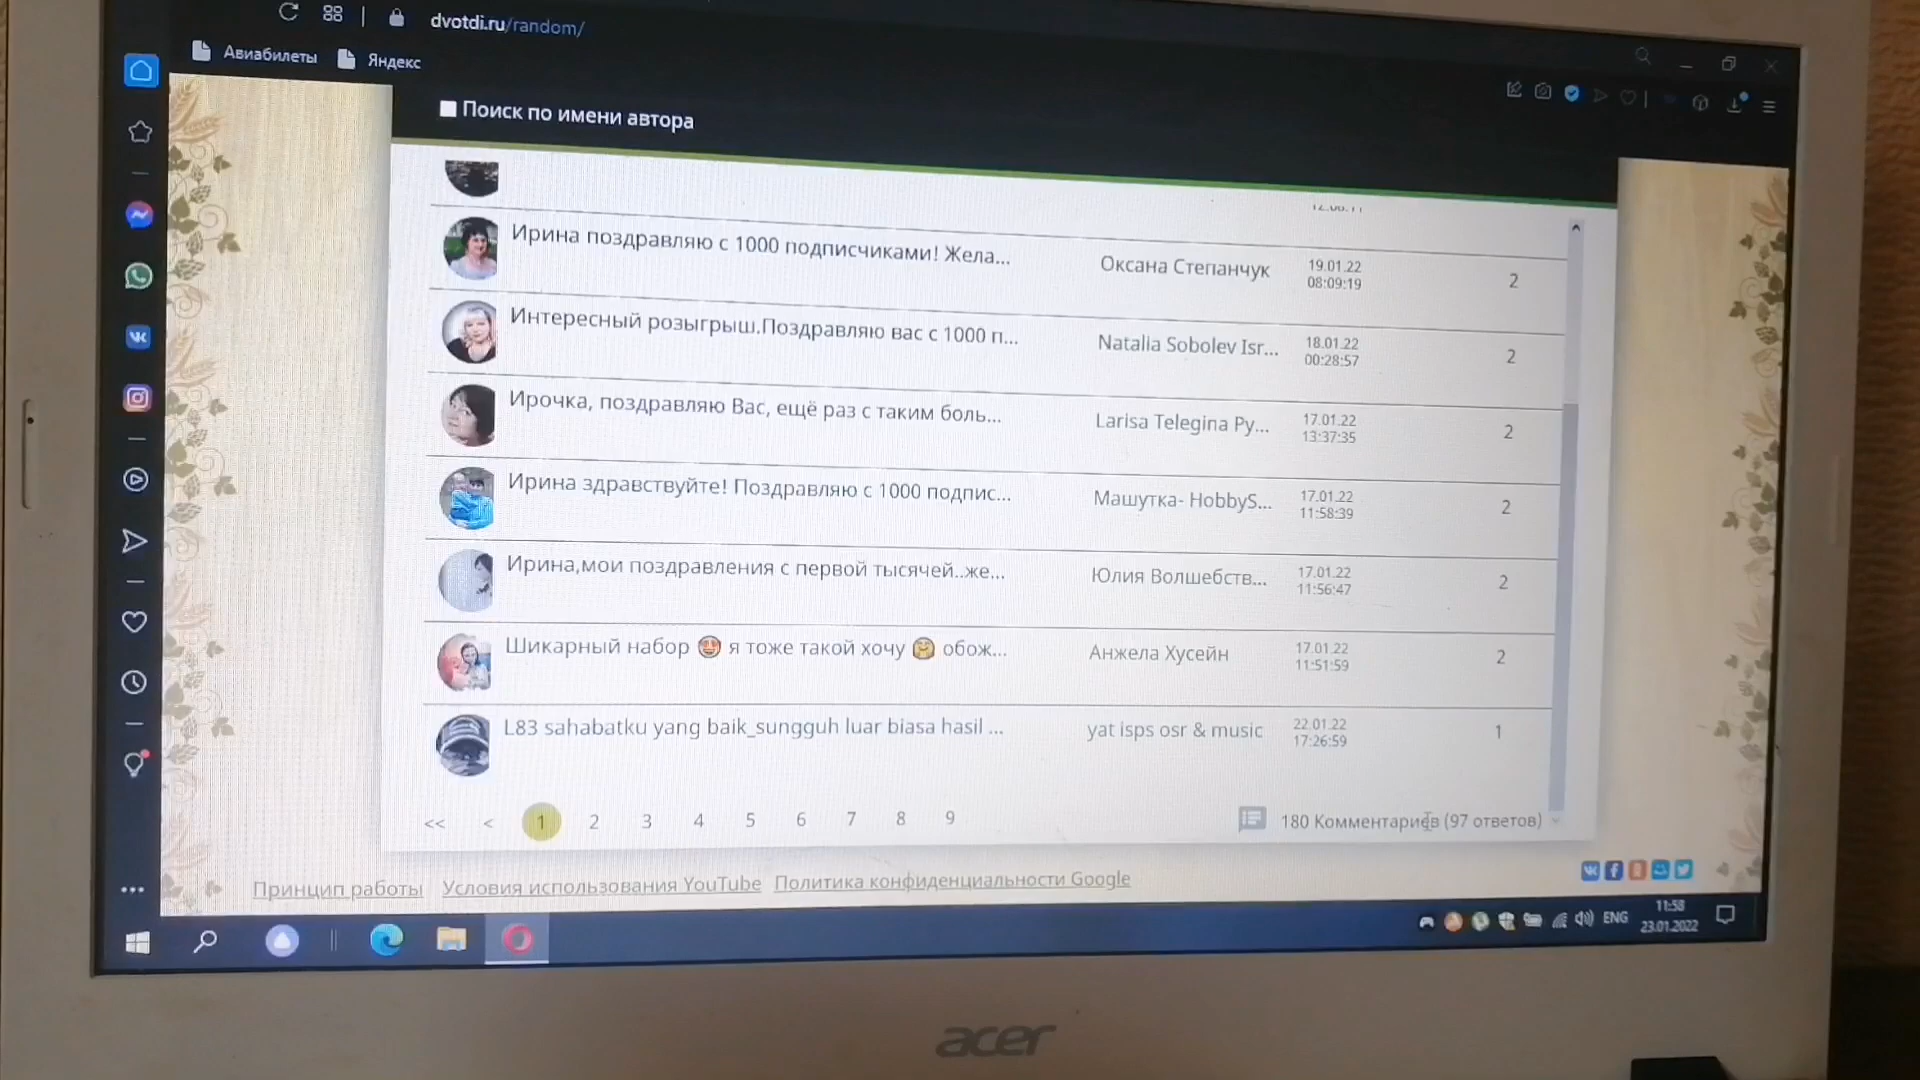 dvotdi.ru/random/
Авиабилеты Яндекс
Поиск по имени автора
Ирина поздравляю с 1000 подписчиками! Жела... Оксана Степанчук 19.01.22 2
08:09:19
Интересный розыгрыш.Поздравляю вас с 1000 п... Natalia Sobolev Isr... 18.01.22 2
00:28:57
Ирочка, поздравляю Вас, ещё раз с таким боль... Larisa Telegina Ру... 17.01.22 2
13:37:35
Ирина здравствуйте! Поздравляю с 1000 подпис... Машутка- HobbyS... 17.01.22 2
11:58:39
Ирина,мои поздравления с первой тысячей..же... Юлия Волшебств... 17.01.22 2
11:56:47
Шикарный набор 🤩 я тоже такой хочу 🤗 обож... Анжела Хусейн 17.01.22 2
11:51:59
L83 sahabatku yang baik_sungguh luar biasa hasil ... yat isps osr & music 22.01.22 1
17:26:59
<< < 1 2 3 4 5 6 7 8 9 180 Комментариев (97 ответов)
Принцип работы Условия использования YouTube Политика конфиденциальности Google
ENG 11:58
23.01.2022
acer